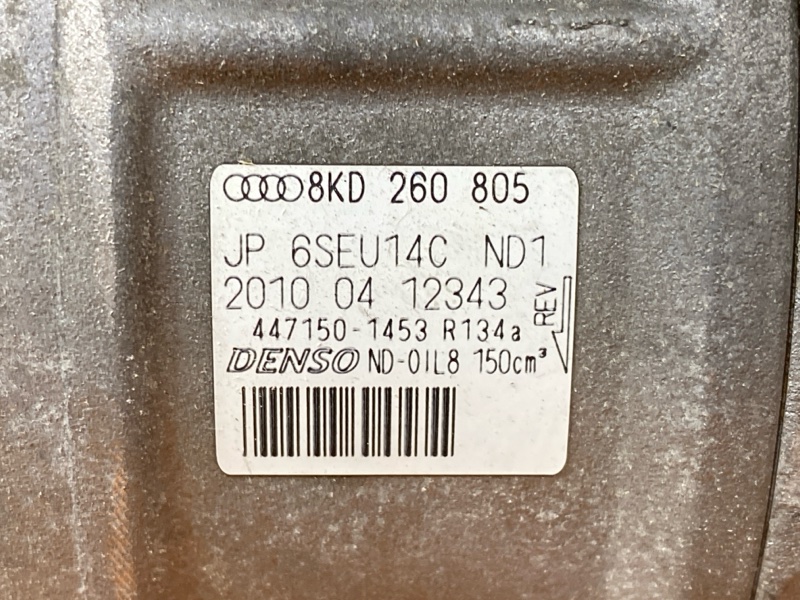 8KD 260 805
JP 6SEU14C ND1
2010 04 12343
REV
447150-1453 R134a
DENSO ND-OIL8 150cm³